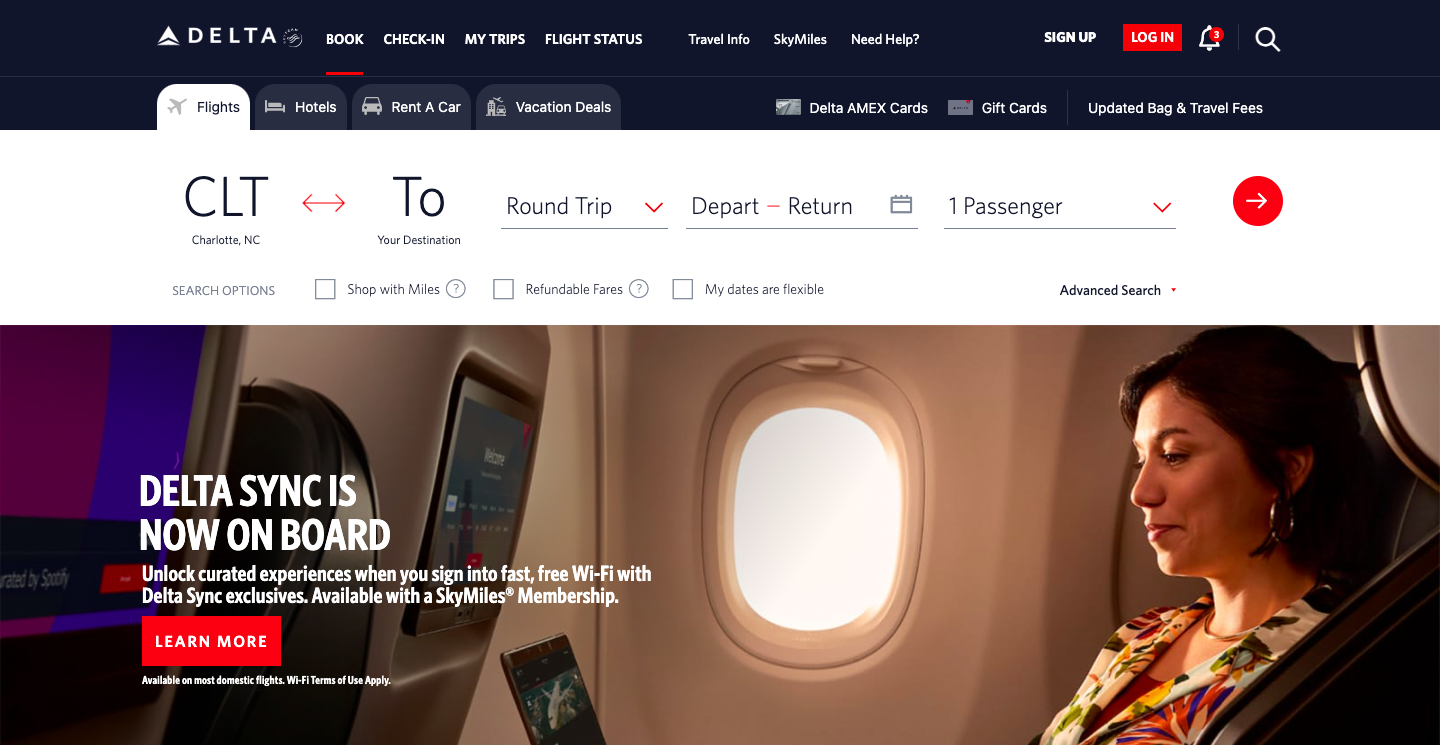 DELTA
BOOK
CHECK-IN
MY TRIPS
FLIGHT STATUS
Travel Info
SkyMiles
Need Help?
SIGN UP
LOG IN
3
Flights
Hotels
Rent A Car
Vacation Deals
Delta AMEX Cards
Gift Cards
Updated Bag & Travel Fees
CLT
Charlotte, NC
To
Your Destination
Round Trip
Depart – Return
1 Passenger
SEARCH OPTIONS
Shop with Miles ?
Refundable Fares ?
My dates are flexible
Advanced Search
Welcome
DELTA SYNC IS
NOW ON BOARD
Unlock curated experiences when you sign into fast, free Wi-Fi with
Delta Sync exclusives. Available with a SkyMiles® Membership.
by Spotify
LEARN MORE
Available on most domestic flights. Wi-Fi Terms of Use Apply.